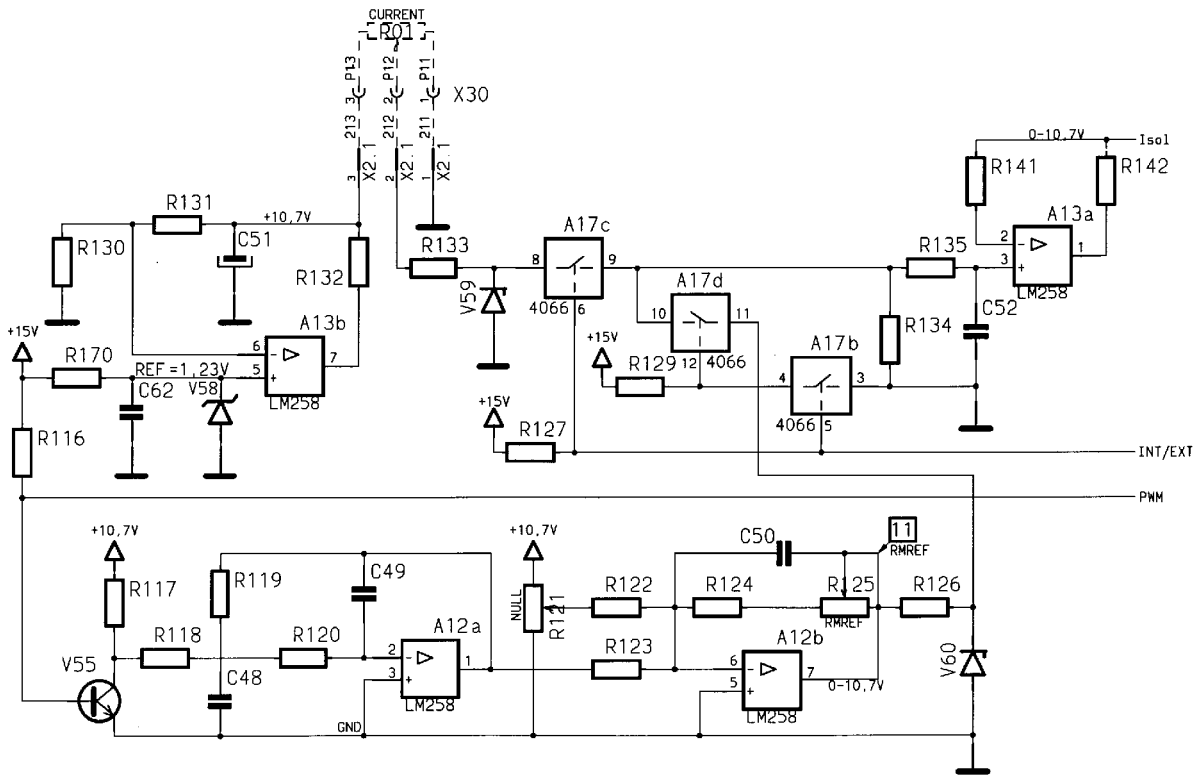 CURRENT
R01
P13
P12
P11
3
2
1
X30
213
212
211
X2.1
X2.1
X2.1
3
2
1
0-10,7V
Isol
R141
R142
R131
+10,7V
A17c
A13a
R130
C51
R132
R133
8
9
R135
2
-
1
3
+
LM258
V59
4066
6
A17d
10
11
12
4066
R134
C52
+15V
A13b
R170
REF=1,23V
6
-
7
5
+
LM258
C62
V58
+15V
R129
A17b
4
3
4066
5
R116
+15V
R127
INT/EXT
PWM
+10,7V
+10,7V
C50
11
RMREF
R117
R119
C49
NULL
R121
R122
R124
R125
RMREF
R126
R118
R120
A12a
R123
A12b
V55
2
-
1
3
+
LM258
6
-
7
5
+
0-10,7V
LM258
V60
C48
GND